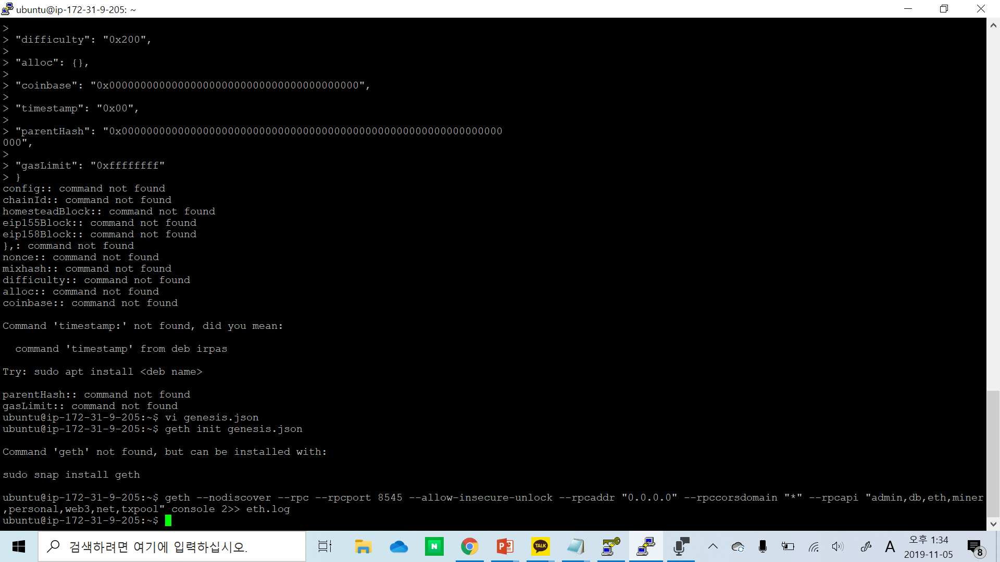 ubuntu@ip-172-31-9-205: ~
>
> "difficulty": "0x200",
>
> "alloc": {},
>
> "coinbase": "0x0000000000000000000000000000000000000000",
>
> "timestamp": "0x00",
>
> "parentHash": "0x0000000000000000000000000000000000000000000000000000000000000
000",
>
> "gasLimit": "0xffffffff"
> }
config:: command not found
chainId:: command not found
homesteadBlock:: command not found
eip155Block:: command not found
eip158Block:: command not found
},: command not found
nonce:: command not found
mixhash:: command not found
difficulty:: command not found
alloc:: command not found
coinbase:: command not found
Command 'timestamp:' not found, did you mean:
command 'timestamp' from deb irpas
Try: sudo apt install <deb name>
parentHash:: command not found
gasLimit:: command not found
ubuntu@ip-172-31-9-205:~$ vi genesis.json
ubuntu@ip-172-31-9-205:~$ geth init genesis.json
Command 'geth' not found, but can be installed with:
sudo snap install geth
ubuntu@ip-172-31-9-205:~$ geth --nodiscover --rpc --rpcport 8545 --allow-insecure-unlock --rpcaddr "0.0.0.0" --rpccorsdomain "*" --rpcapi "admin,db,eth,miner
,personal,web3,net,txpool" console 2>> eth.log
ubuntu@ip-172-31-9-205:~$
검색하려면 여기에 입력하십시오.
N
TALK
A
오후 1:34
2019-11-05
8